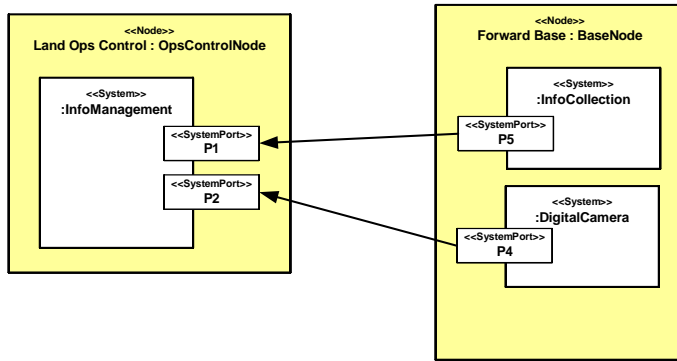 <<Node>>
Land Ops Control : OpsControlNode
<<System>>
:InfoManagement
<<SystemPort>>
P1
<<SystemPort>>
P2
<<Node>>
Forward Base : BaseNode
<<System>>
:InfoCollection
<<SystemPort>>
P5
<<System>>
:DigitalCamera
<<SystemPort>>
P4